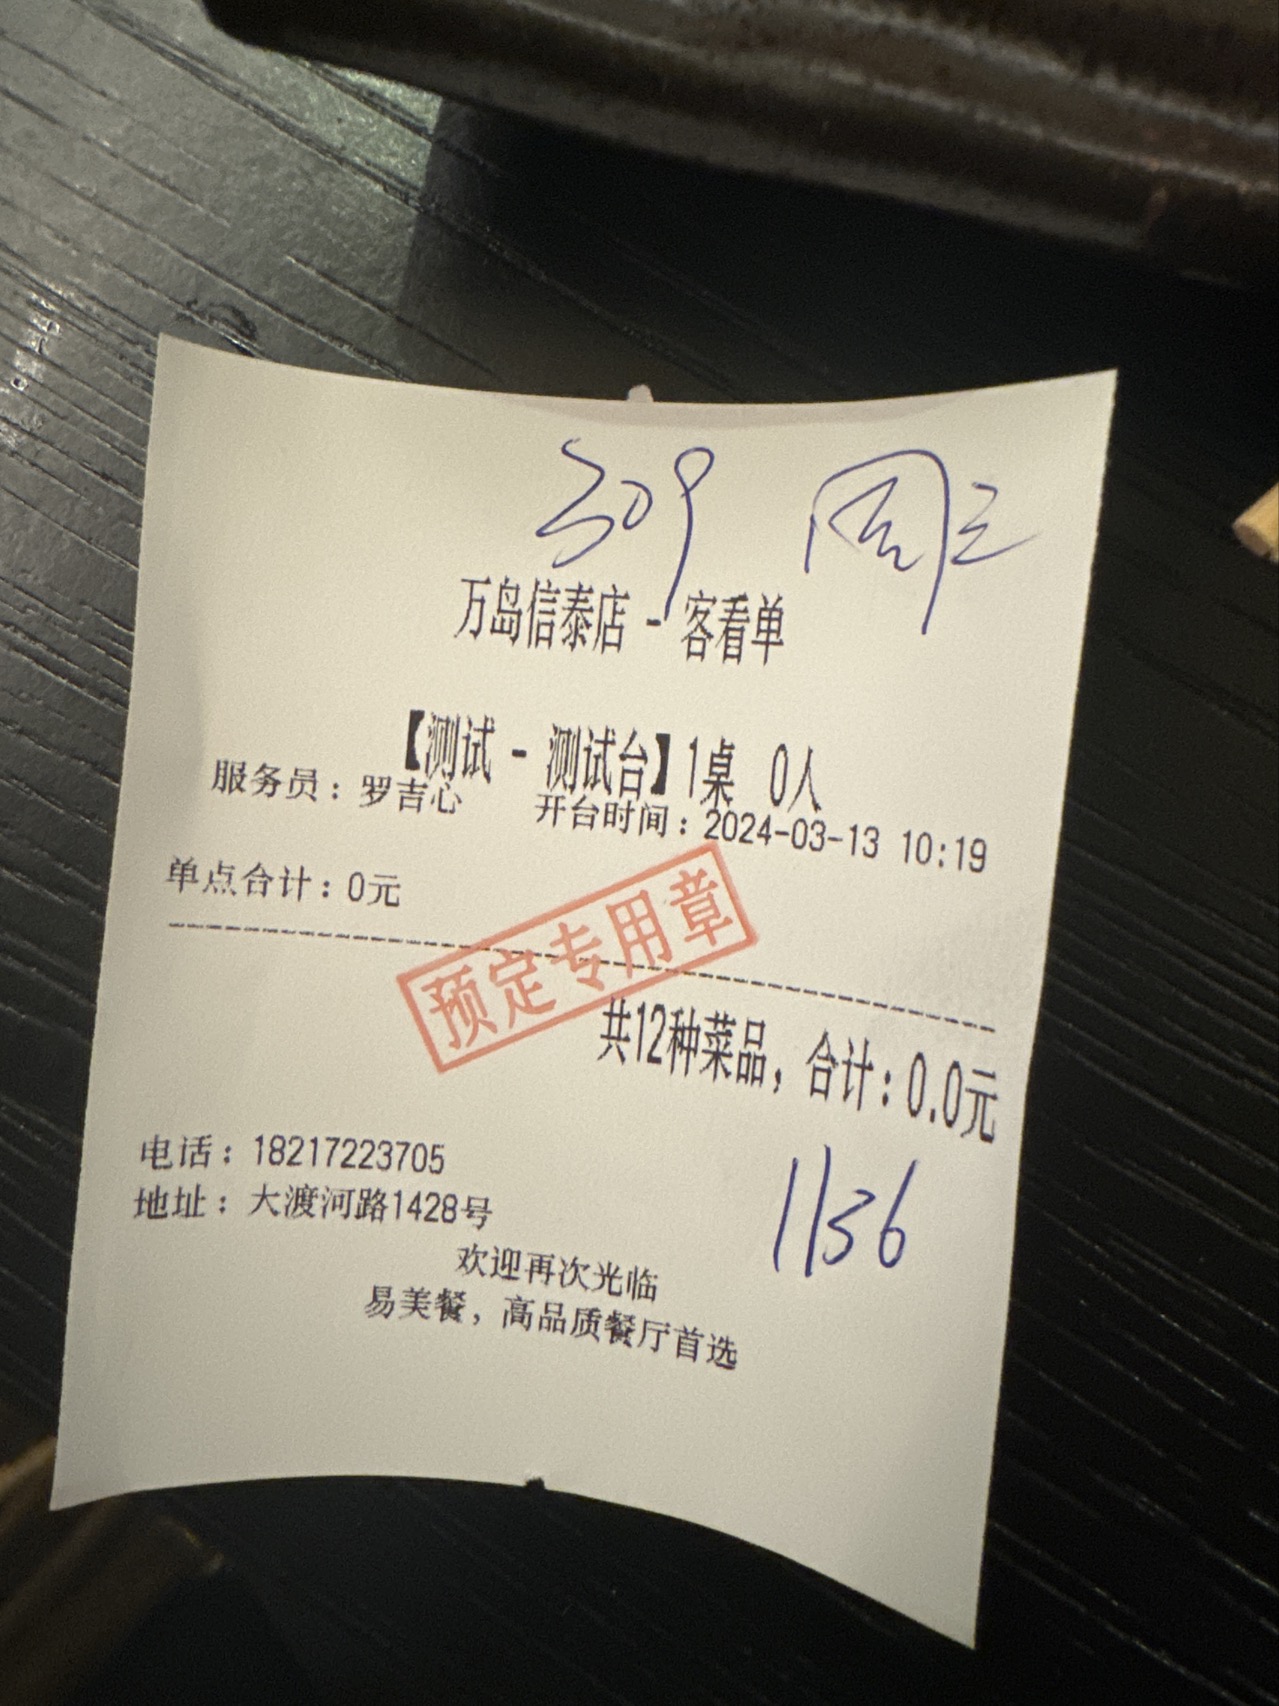 309 周三
万岛信泰店 - 客看单
【测试 - 测试台】1桌 0人
服务员：罗吉心 开台时间：2024-03-13 10:19
单点合计：0元
预定专用章
共12种菜品，合计：0.0元
电话：18217223705
地址：大渡河路1428号
1136
欢迎再次光临
易美餐，高品质餐厅首选